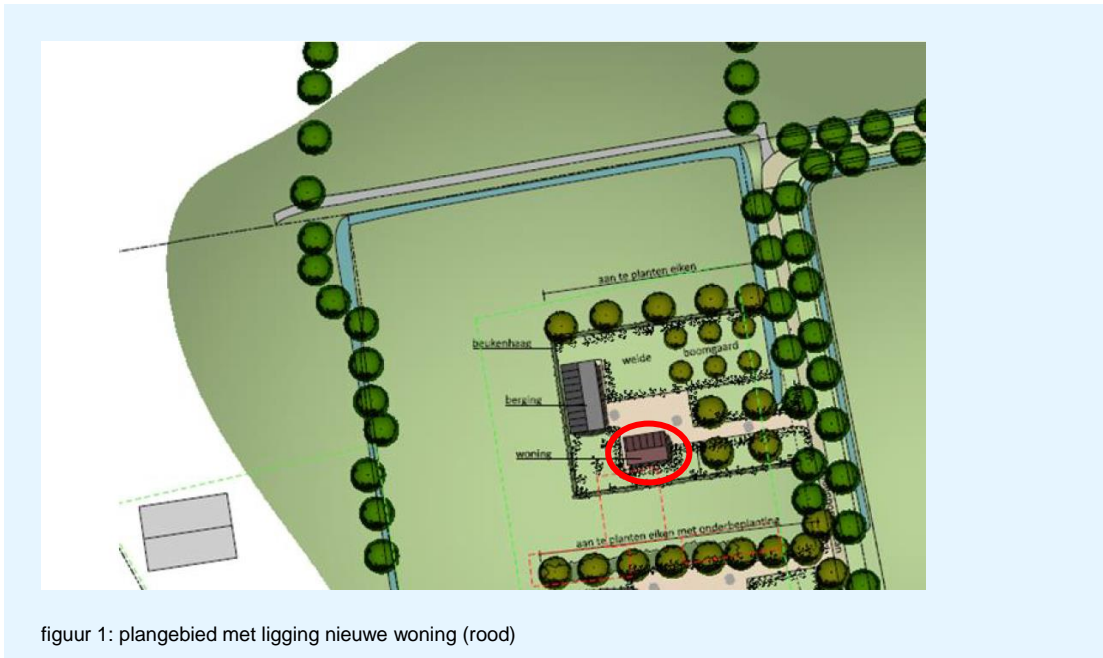 aan te planten eiken
beukenhaag
weide
boomgaard
berging
woning
aan te planten eiken met onderbeplanting
figuur 1: plangebied met ligging nieuwe woning (rood)